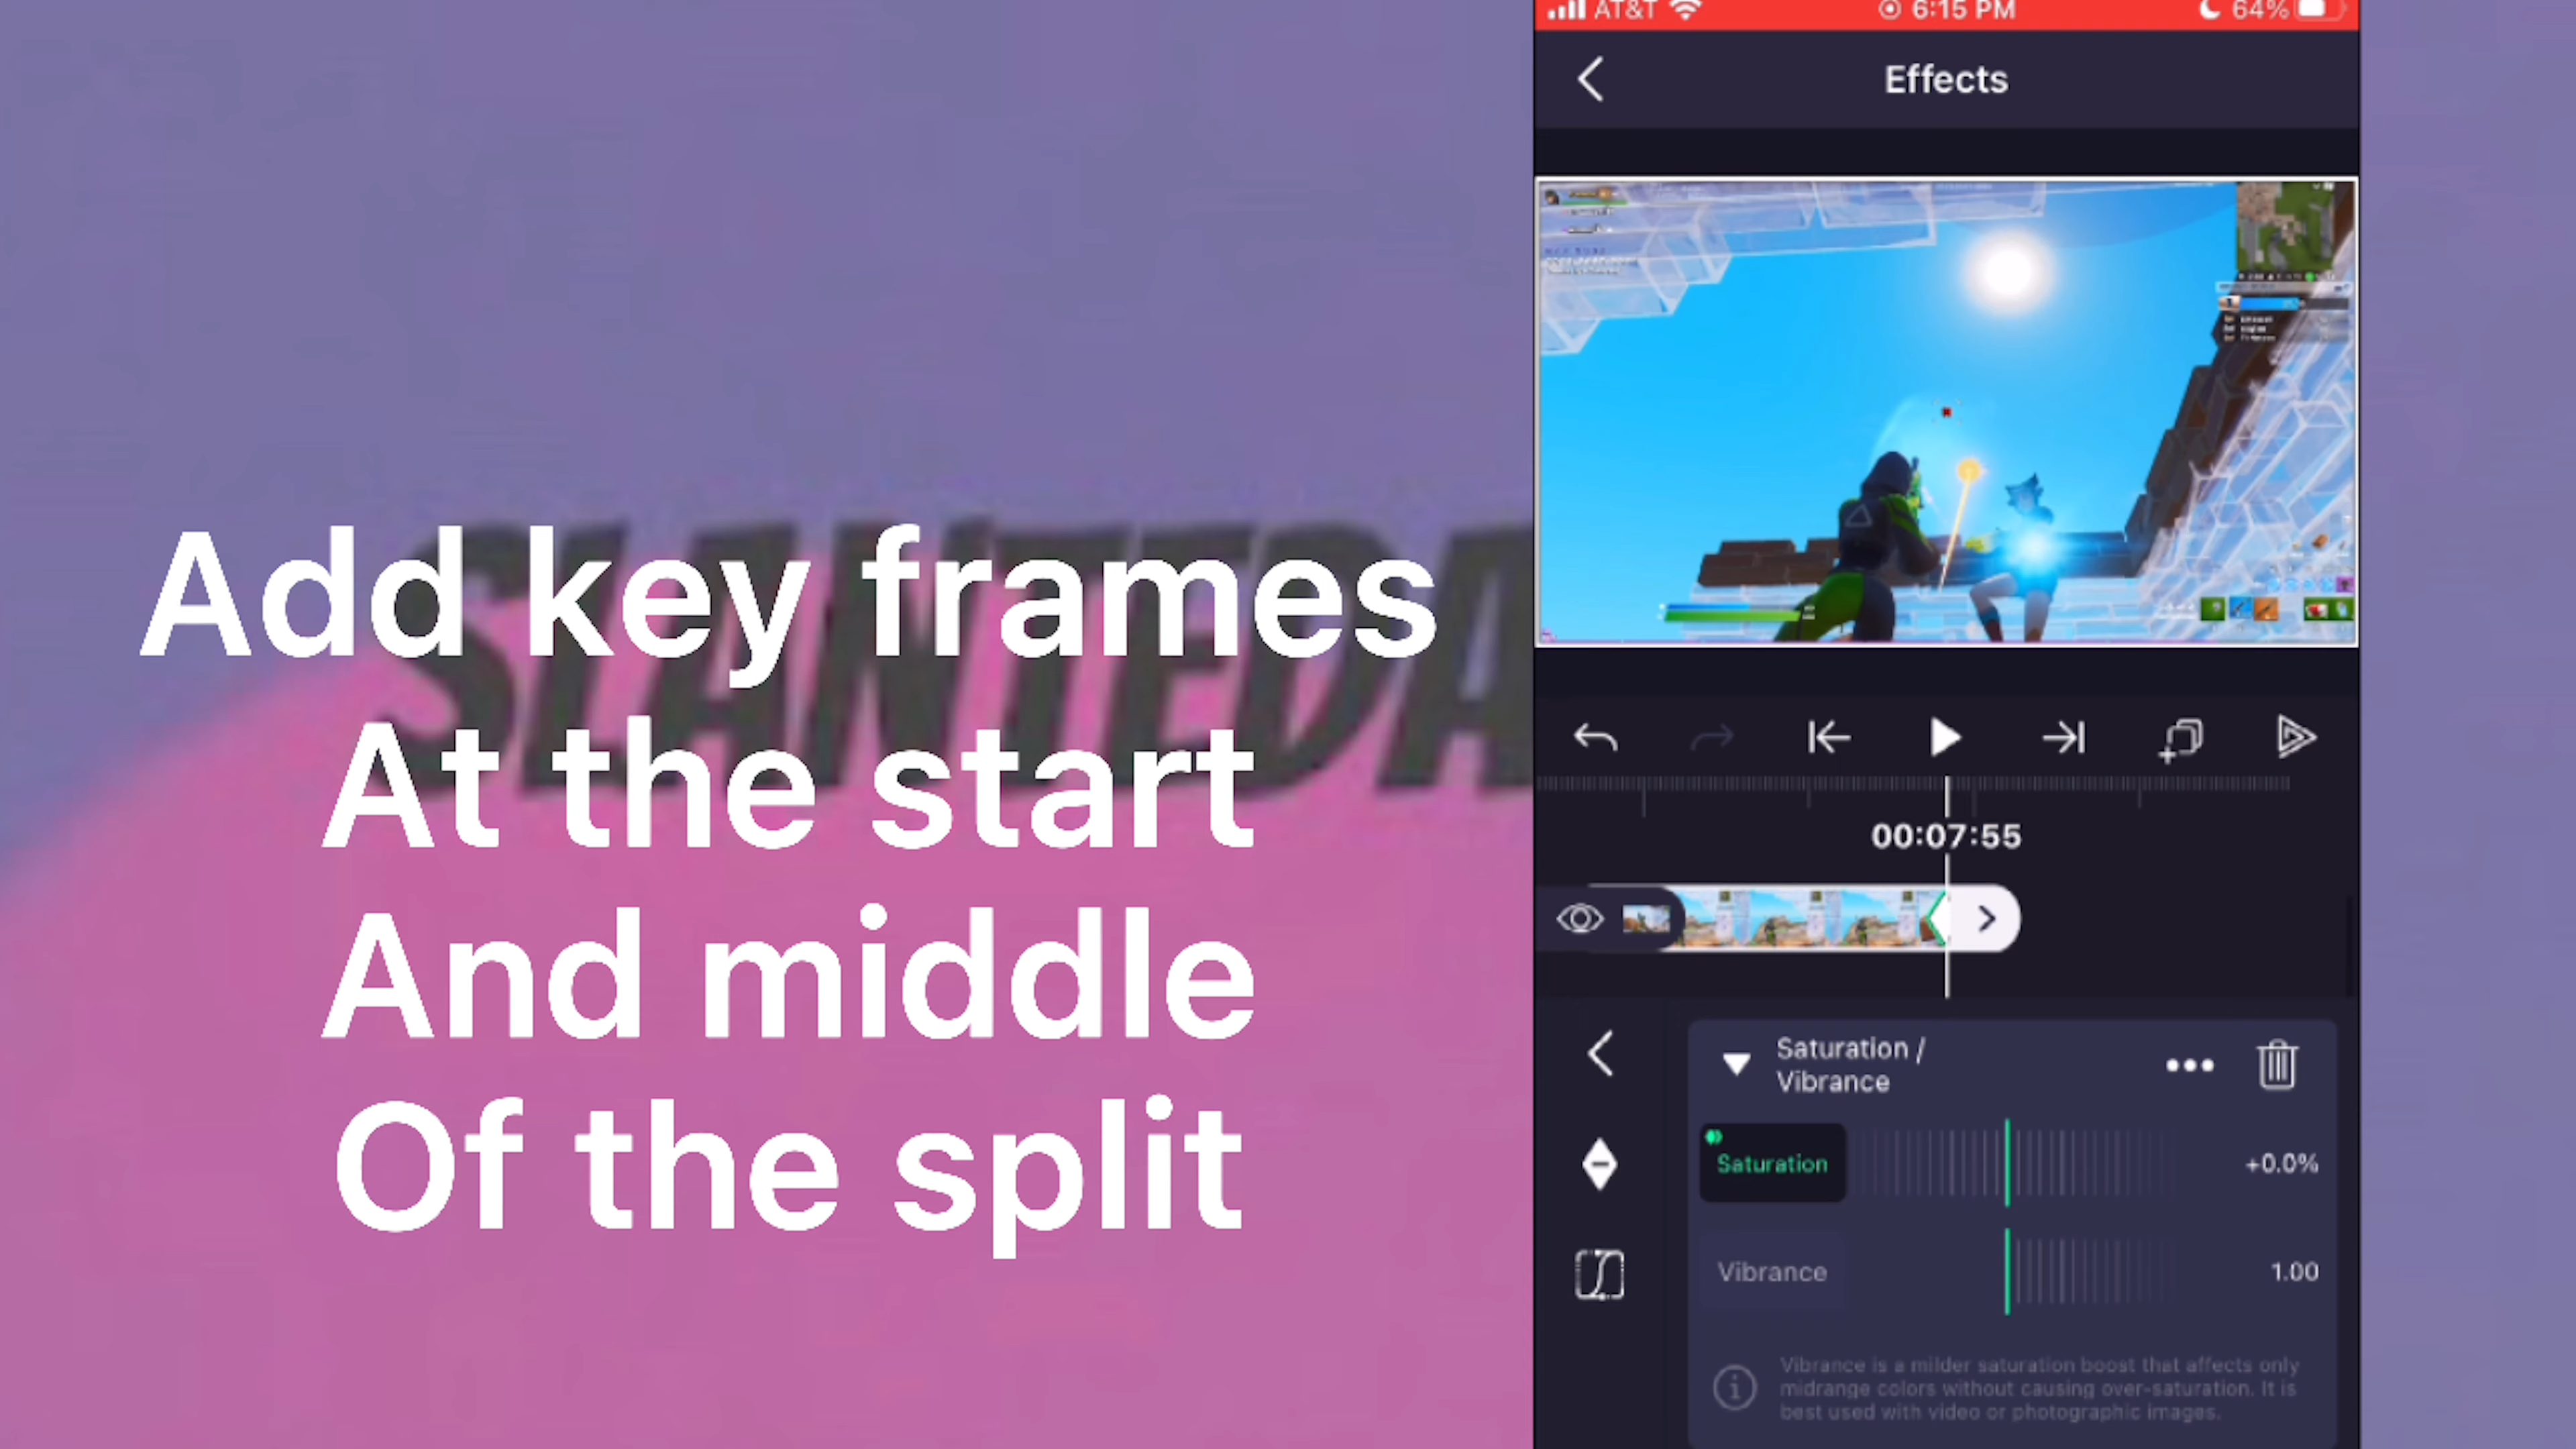 SLANTEDA
Add key frames
At the start
And middle
Of the split
AT&T
6:15 PM
64%
Effects
00:07:55
Saturation /
Vibrance
Saturation
+0.0%
Vibrance
1.00
Vibrance is a milder saturation boost that affects only
midrange colors without causing over-saturation. It is
best used with video or photographic images.